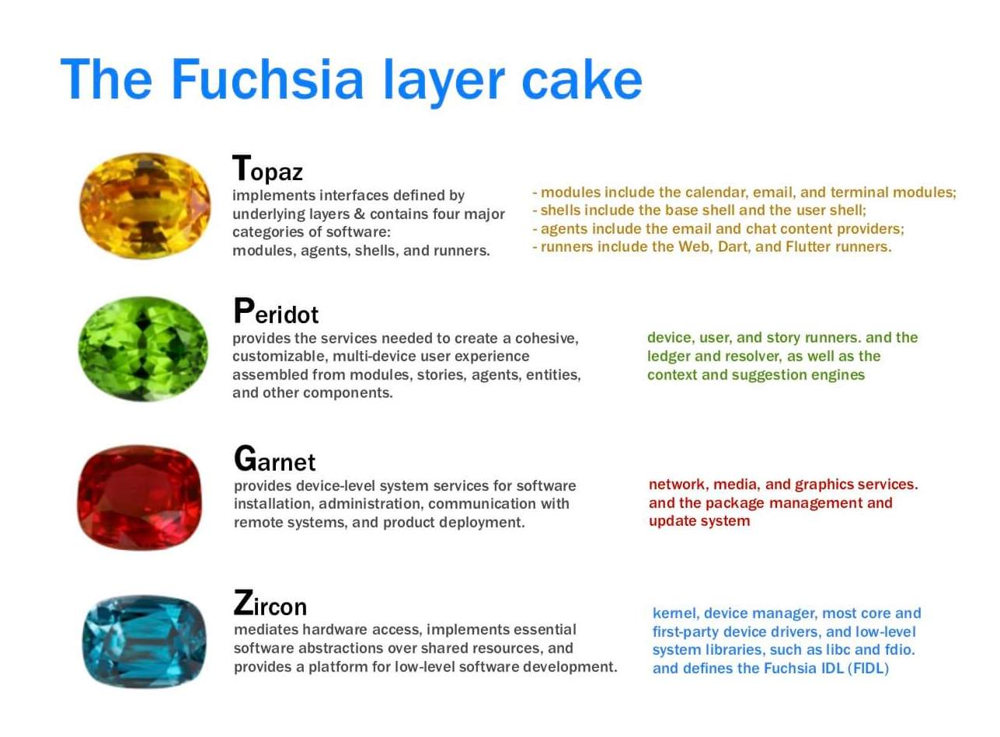 The Fuchsia layer cake
Topaz
implements interfaces defined by
underlying layers & contains four major
categories of software:
modules, agents, shells, and runners.
- modules include the calendar, email, and terminal modules;
- shells include the base shell and the user shell;
- agents include the email and chat content providers;
- runners include the Web, Dart, and Flutter runners.
Peridot
provides the services needed to create a cohesive,
customizable, multi-device user experience
assembled from modules, stories, agents, entities,
and other components.
device, user, and story runners. and the
ledger and resolver, as well as the
context and suggestion engines
Garnet
provides device-level system services for software
installation, administration, communication with
remote systems, and product deployment.
network, media, and graphics services.
and the package management and
update system
Zircon
mediates hardware access, implements essential
software abstractions over shared resources, and
provides a platform for low-level software development.
kernel, device manager, most core and
first-party device drivers, and low-level
system libraries, such as libc and fdio.
and defines the Fuchsia IDL (FIDL)